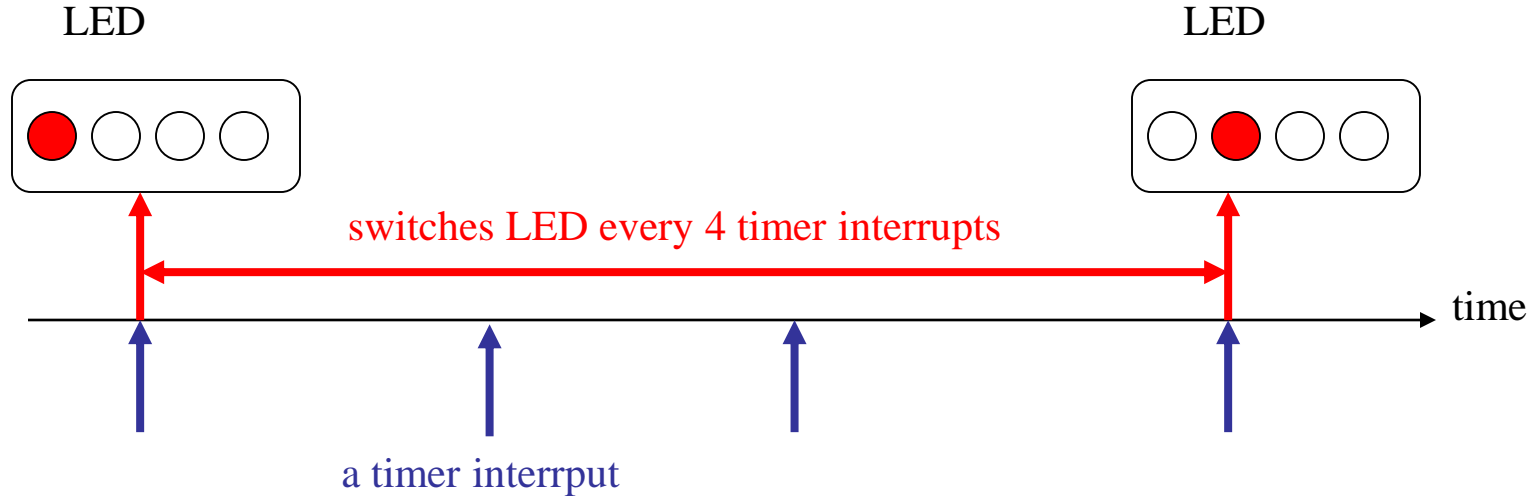 LED
LED
switches LED every 4 timer interrupts
time
a timer interrput